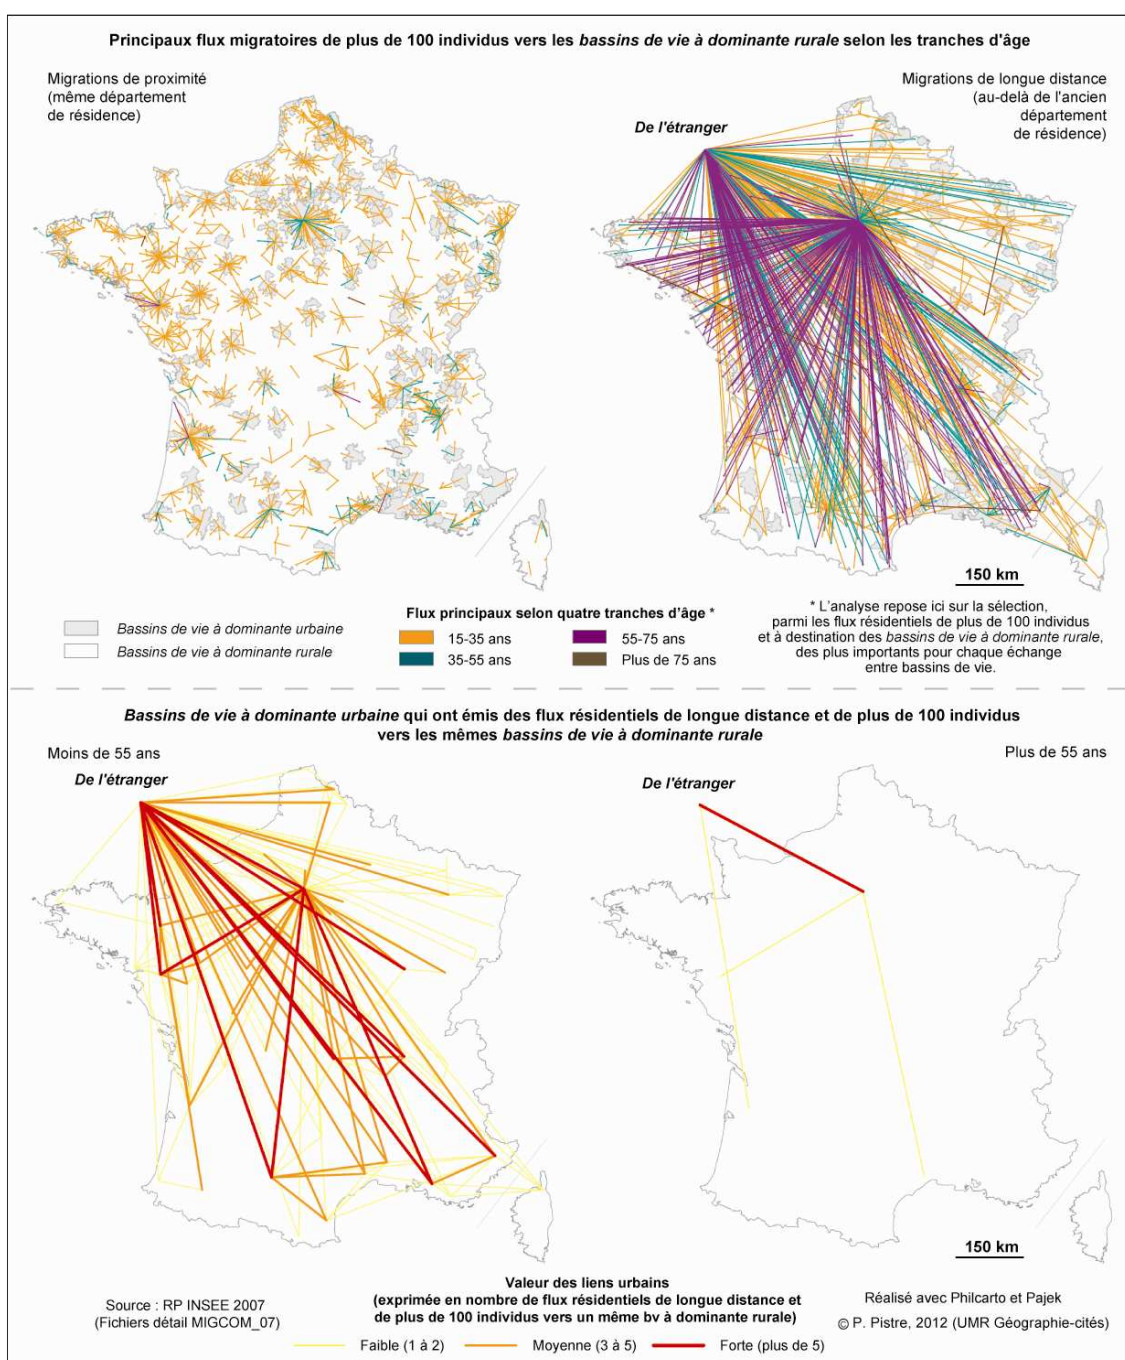 Principaux flux migratoires de plus de 100 individus vers les bassins de vie à dominante rurale selon les tranches d'âge
Migrations de proximité
(même département
de résidence)
Migrations de longue distance
(au-delà de l'ancien
département
de résidence)
De l'étranger
150 km
Bassins de vie à dominante urbaine
Bassins de vie à dominante rurale
Flux principaux selon quatre tranches d'âge *
15-35 ans
35-55 ans
55-75 ans
Plus de 75 ans
* L'analyse repose ici sur la sélection,
parmi les flux résidentiels de plus de 100 individus
et à destination des bassins de vie à dominante rurale,
des plus importants pour chaque échange
entre bassins de vie.
Bassins de vie à dominante urbaine qui ont émis des flux résidentiels de longue distance et de plus de 100 individus
vers les mêmes bassins de vie à dominante rurale
Moins de 55 ans
Plus de 55 ans
De l'étranger
De l'étranger
150 km
Valeur des liens urbains
(exprimée en nombre de flux résidentiels de longue distance et
de plus de 100 individus vers un même bv à dominante rurale)
Source : RP INSEE 2007
(Fichiers détail MIGCOM_07)
Réalisé avec Philcarto et Pajek
© P. Pistre, 2012 (UMR Géographie-cités)
Faible (1 à 2)
Moyenne (3 à 5)
Forte (plus de 5)